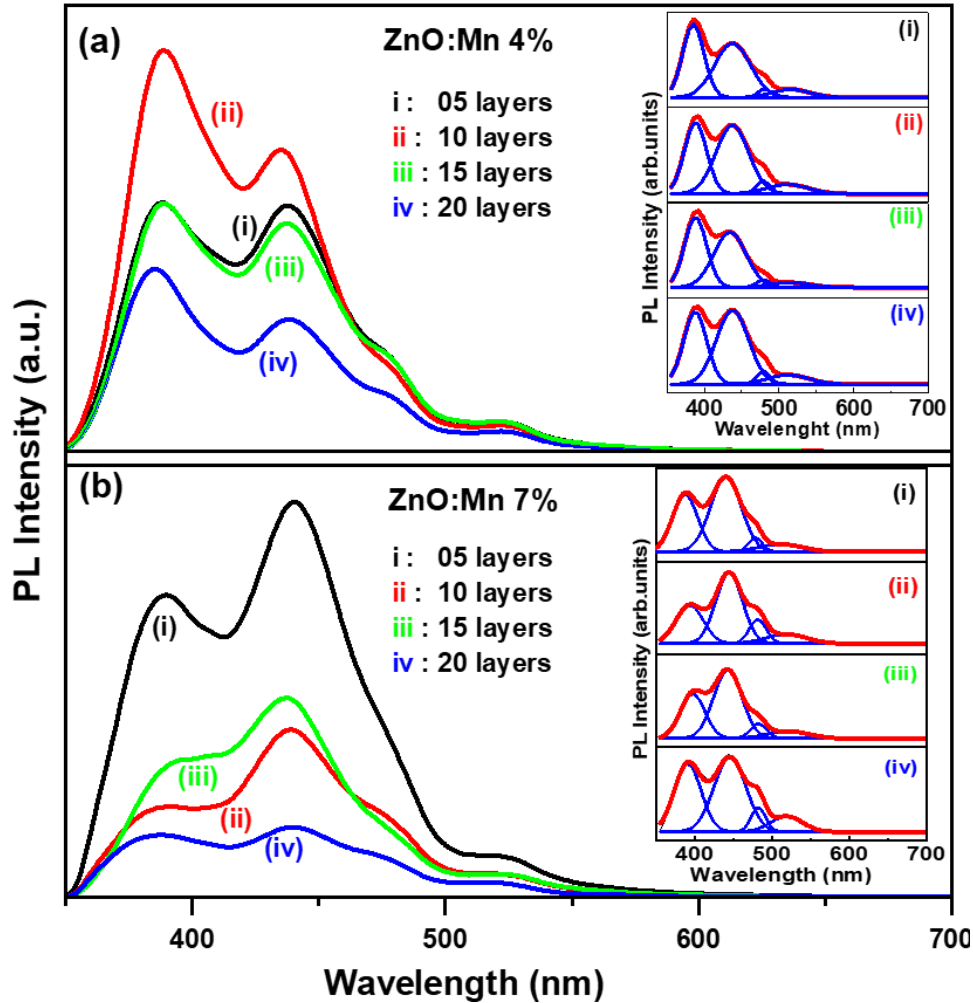 (a)
ZnO:Mn 4%
i : 05 layers
ii : 10 layers
iii : 15 layers
iv : 20 layers
(ii)
(i)
(iii)
(iv)
(i)
(ii)
(iii)
(iv)
PL Intensity (arb.units)
400 500 600 700
Wavelenght (nm)
(b)
ZnO:Mn 7%
i : 05 layers
ii : 10 layers
iii : 15 layers
iv : 20 layers
(i)
(iii)
(ii)
(iv)
(i)
(ii)
(iii)
(iv)
PL Intensity (arb.units)
400 500 600 700
Wavelength (nm)
PL Intensity (a.u.)
400 500 600 700
Wavelength (nm)